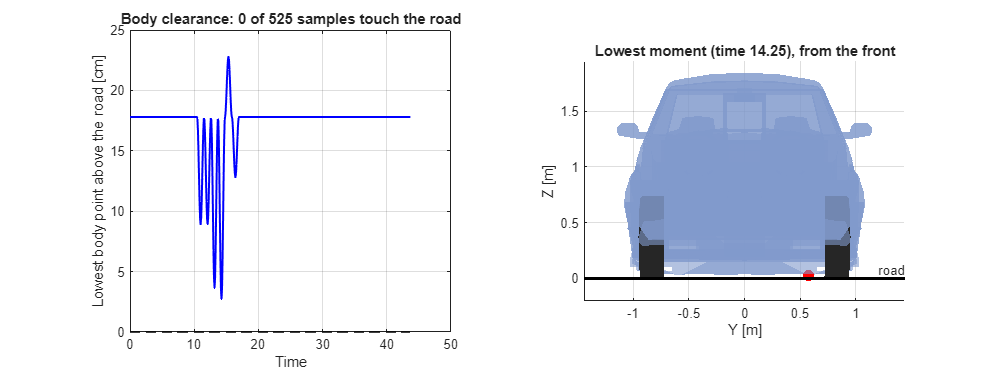 Body clearance: 0 of 525 samples touch the road
Lowest body point above the road [cm]
25
20
15
10
5
0
0 10 20 30 40 50
Time
Lowest moment (time 14.25), from the front
Z [m]
1.5
1
0.5
0
road
-1 -0.5 0 0.5 1
Y [m]